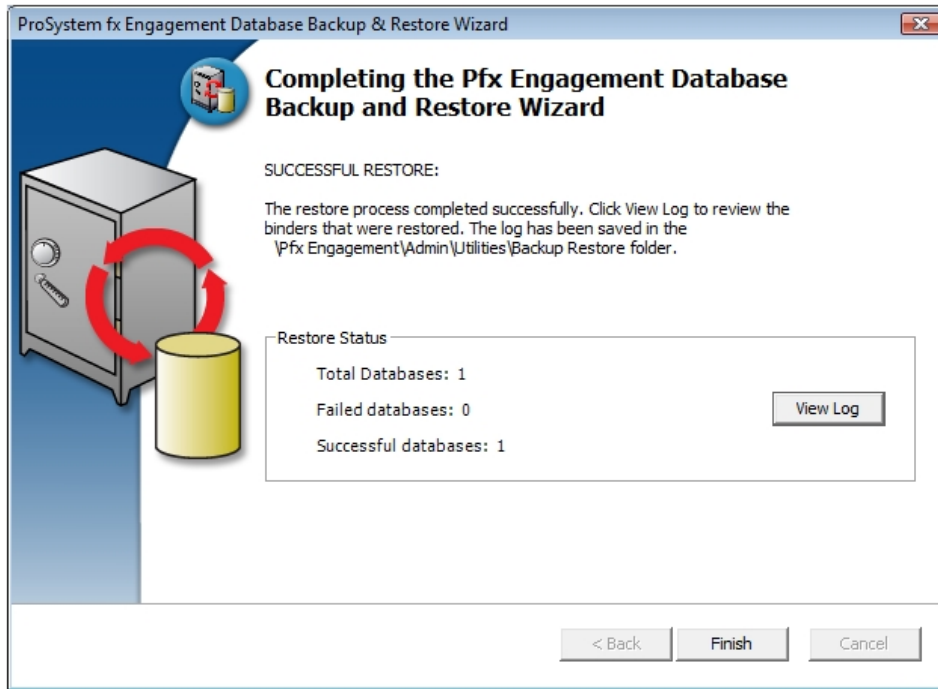 ProSystem fx Engagement Database Backup & Restore Wizard
Completing the Pfx Engagement Database
Backup and Restore Wizard
SUCCESSFUL RESTORE:
The restore process completed successfully. Click View Log to review the
binders that were restored. The log has been saved in the
\Pfx Engagement\Admin\Utilities\Backup Restore folder.
Restore Status
Total Databases: 1
Failed databases: 0
View Log
Successful databases: 1
< Back
Finish
Cancel